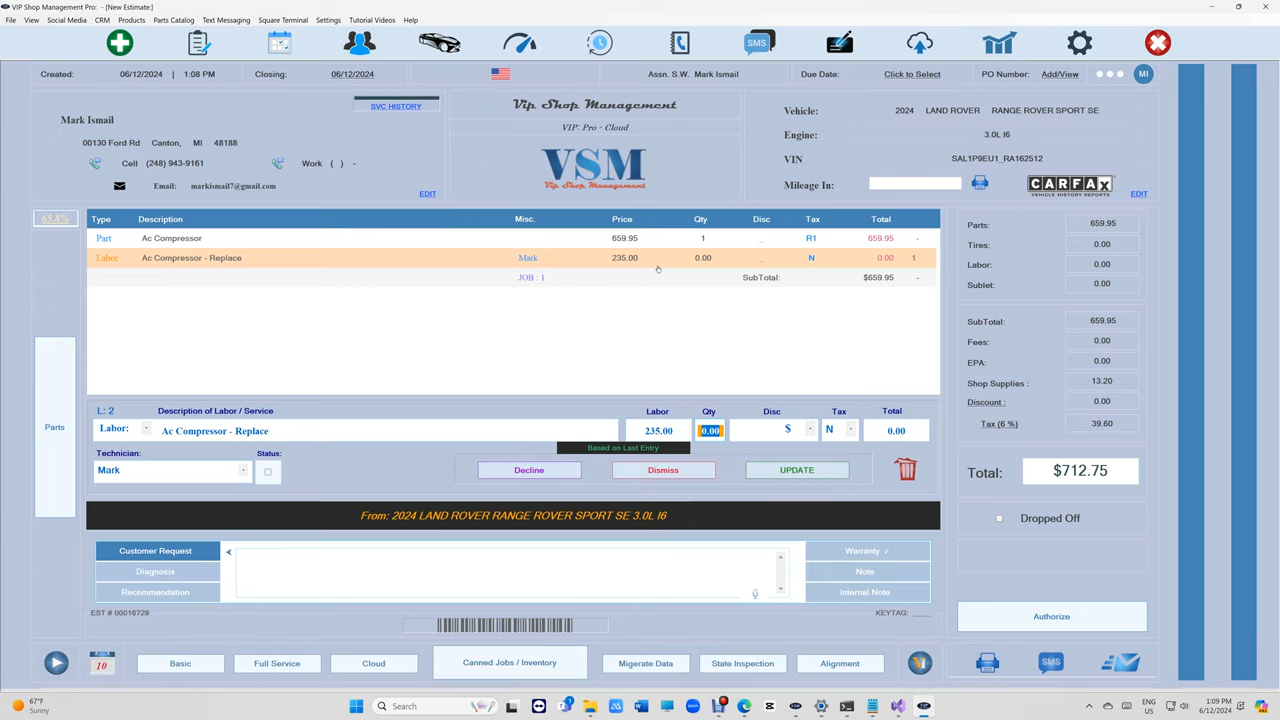 VIP Shop Management Pro: - [New Estimate:]
File View Social Media CRM Products Parts Catalog Text Messaging Square Terminal Settings Tutorial Videos Help
SMS
Created: 06/12/2024 | 1:08 PM Closing: 06/12/2024 Assn. S.W. Mark Ismail Due Date: Click to Select PO Number: Add/View MI
SVC HISTORY
Mark Ismail
00130 Ford Rd Canton, MI 48188
Cell (248) 943-9161 Work ( ) -
Email: markismail7@gmail.com
EDIT
Vip Shop Management
VIP: Pro - Cloud
VSM
Vip Shop Management
Vehicle: 2024 LAND ROVER RANGE ROVER SPORT SE
Engine: 3.0L I6
VIN SAL1P9EU1_RA162512
Mileage In: CARFAX
VEHICLE HISTORY REPORTS
EDIT
65.8%
Type Description Misc. Price Qty Disc Tax Total
Part Ac Compressor 659.95 1 _ R1 659.95 -
Labor Ac Compressor - Replace Mark 235.00 0.00 _ N 0.00 1
JOB : 1 SubTotal: $659.95 -
Parts
L: 2 Description of Labor / Service Labor Qty Disc Tax Total
Labor: Ac Compressor - Replace 235.00 0.00 $ N 0.00
Based on Last Entry
Technician: Status:
Mark
Decline Dismiss UPDATE
From: 2024 LAND ROVER RANGE ROVER SPORT SE 3.0L I6
Customer Request
Diagnosis
Recommendation
Warranty ✓
Note
Internal Note
EST # 00016729 KEYTAG: ____
Parts: 659.95
Tires: 0.00
Labor: 0.00
Sublet: 0.00
SubTotal: 659.95
Fees: 0.00
EPA: 0.00
Shop Supplies : 13.20
Discount : 0.00
Tax (6 %) 39.60
Total: $712.75
Dropped Off
Authorize
10 Basic Full Service Cloud Canned Jobs / Inventory Migerate Data State Inspection Alignment SMS
67°F
Sunny
Search
ENG
US
1:09 PM
6/12/2024